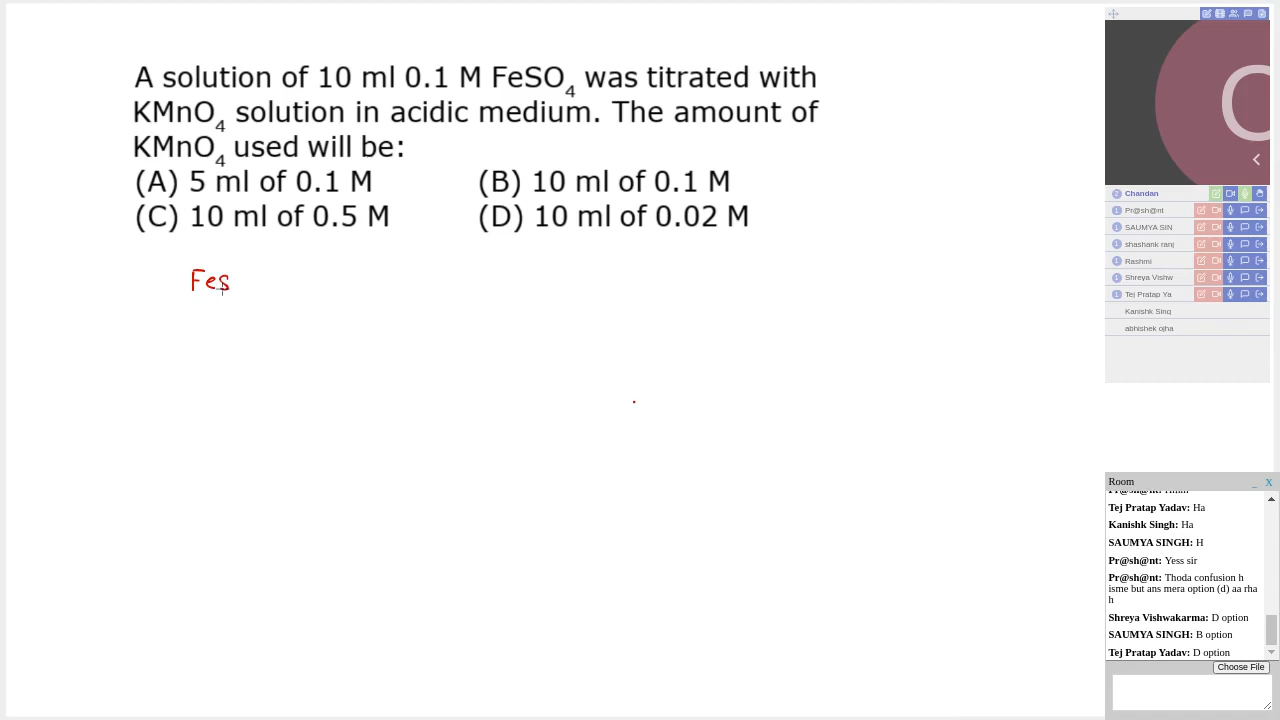 A solution of 10 ml 0.1 M FeSO4 was titrated with
KMnO4 solution in acidic medium. The amount of
KMnO4 used will be:
(A) 5 ml of 0.1 M (B) 10 ml of 0.1 M
(C) 10 ml of 0.5 M (D) 10 ml of 0.02 M
Fes
Chandan
Pr@sh@nt
SAUMYA SIN
shashank ranj
Rashmi
Shreya Vishw
Tej Pratap Ya
Kanishk Sing
abhishek ojha
Room _ X
Tej Pratap Yadav: Ha
Kanishk Singh: Ha
SAUMYA SINGH: H
Pr@sh@nt: Yess sir
Pr@sh@nt: Thoda confusion h
isme but ans mera option (d) aa rha
h
Shreya Vishwakarma: D option
SAUMYA SINGH: B option
Tej Pratap Yadav: D option
Choose File